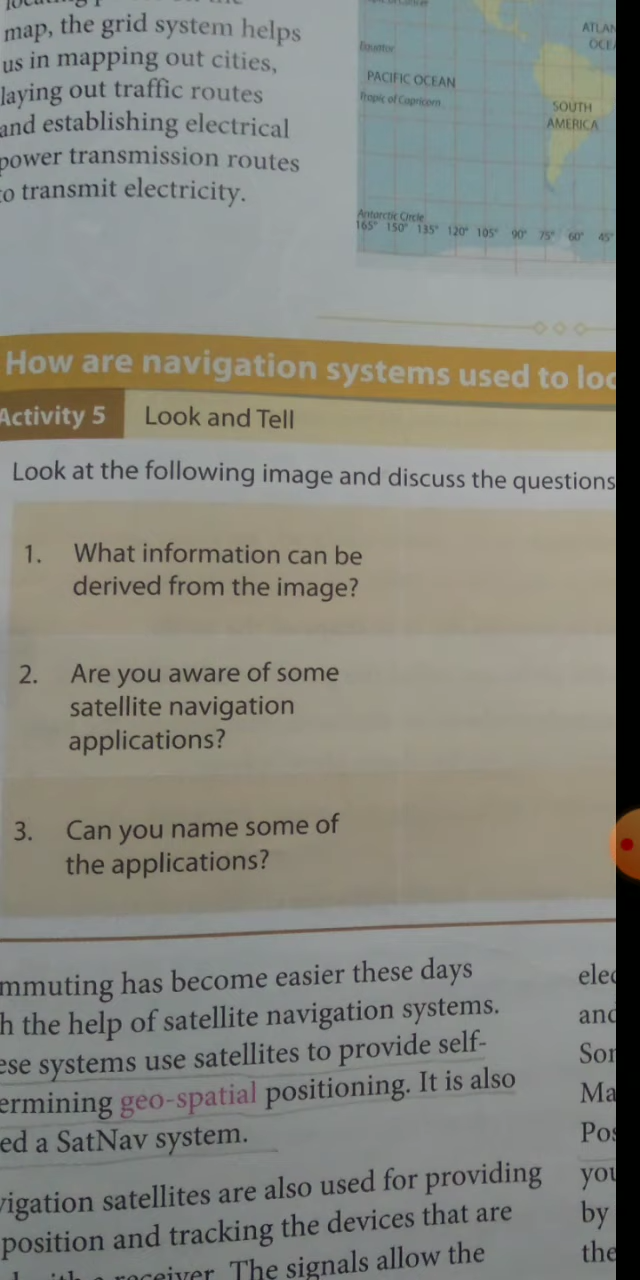 map, the grid system helps
us in mapping out cities,
laying out traffic routes
and establishing electrical
power transmission routes
to transmit electricity.
Equator
ATLAN
OCEA
PACIFIC OCEAN
Tropic of Capricorn
SOUTH
AMERICA
Antarctic Circle
165° 150° 135° 120° 105° 90° 75° 60° 45°
How are navigation systems used to loc
Activity 5 Look and Tell
Look at the following image and discuss the questions
1. What information can be
derived from the image?
2. Are you aware of some
satellite navigation
applications?
3. Can you name some of
the applications?
mmuting has become easier these days
h the help of satellite navigation systems.
ese systems use satellites to provide self-
ermining geo-spatial positioning. It is also
ed a SatNav system.
vigation satellites are also used for providing
position and tracking the devices that are
receiver. The signals allow the
elec
and
Son
Ma
Pos
you
by
the